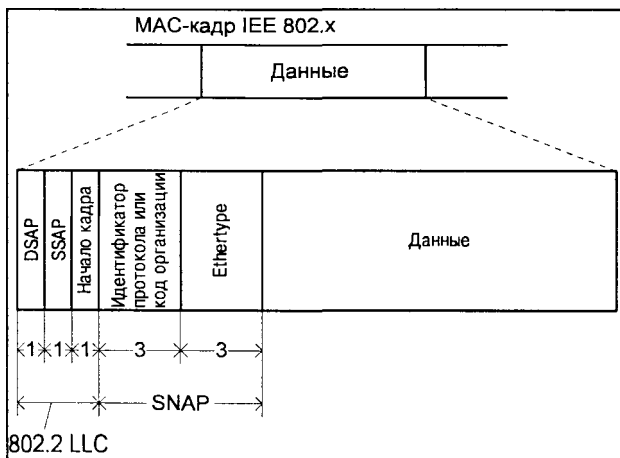 МАС-кадр IEE 802.x
Данные
DSAP
SSAP
Начало кадра
Идентификатор
протокола или
код организации
Ethertype
Данные
1
1
1
3
3
SNAP
802.2 LLC